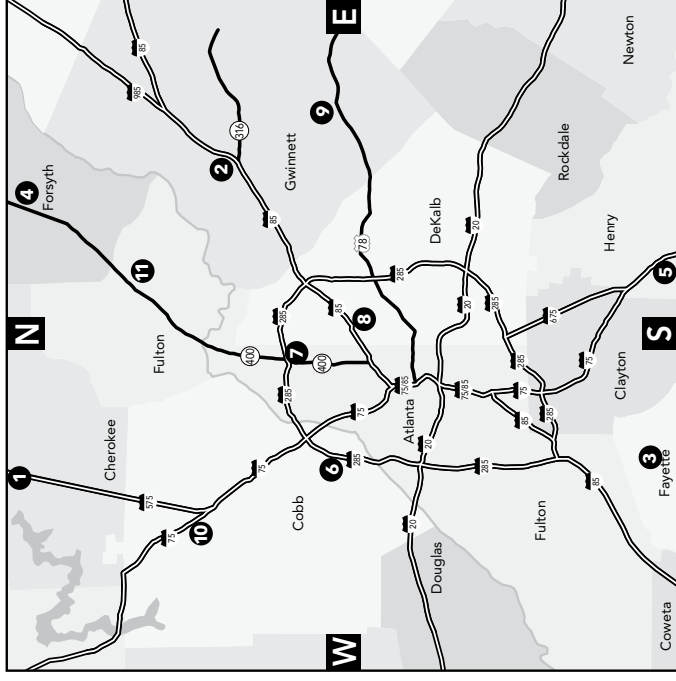 1
N
4
Forsyth
Cherokee
985
85
11
575
Fulton
75
10
2
316
400
75
85
285
285
Gwinnett
7
Cobb
9
400
6
85
W
E
285
75
8
78
285
75/85
Atlanta
20
20
DeKalb
Douglas
75/85
20
20
285
285
85
75
285
Fulton
285
675
Rockdale
75
85
Henry
Clayton
Newton
3
S
5
Fayette
Coweta